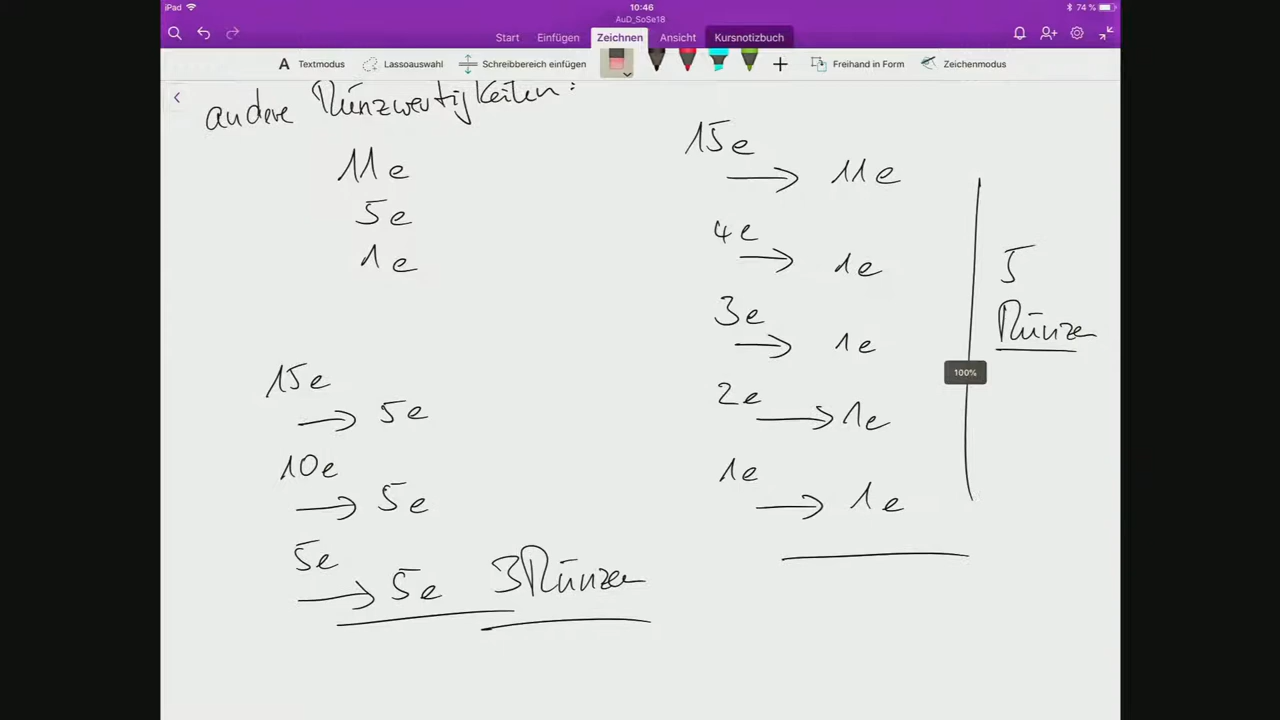 iPad
10:46
74 %
AuD_SoSe18
Start Einfügen Zeichnen Ansicht Kursnotizbuch
Textmodus Lassoauswahl Schreibbereich einfügen Freihand in Form Zeichenmodus
andere Münzwertigkeiten:
11e
5e
1e
15e
→ 5e
10e
→ 5e
5e
→ 5e 3 Münzen
15e
→ 11e
4e
→ 1e
3e
→ 1e
2e
→ 1e
1e
→ 1e
5
Münzen
100%